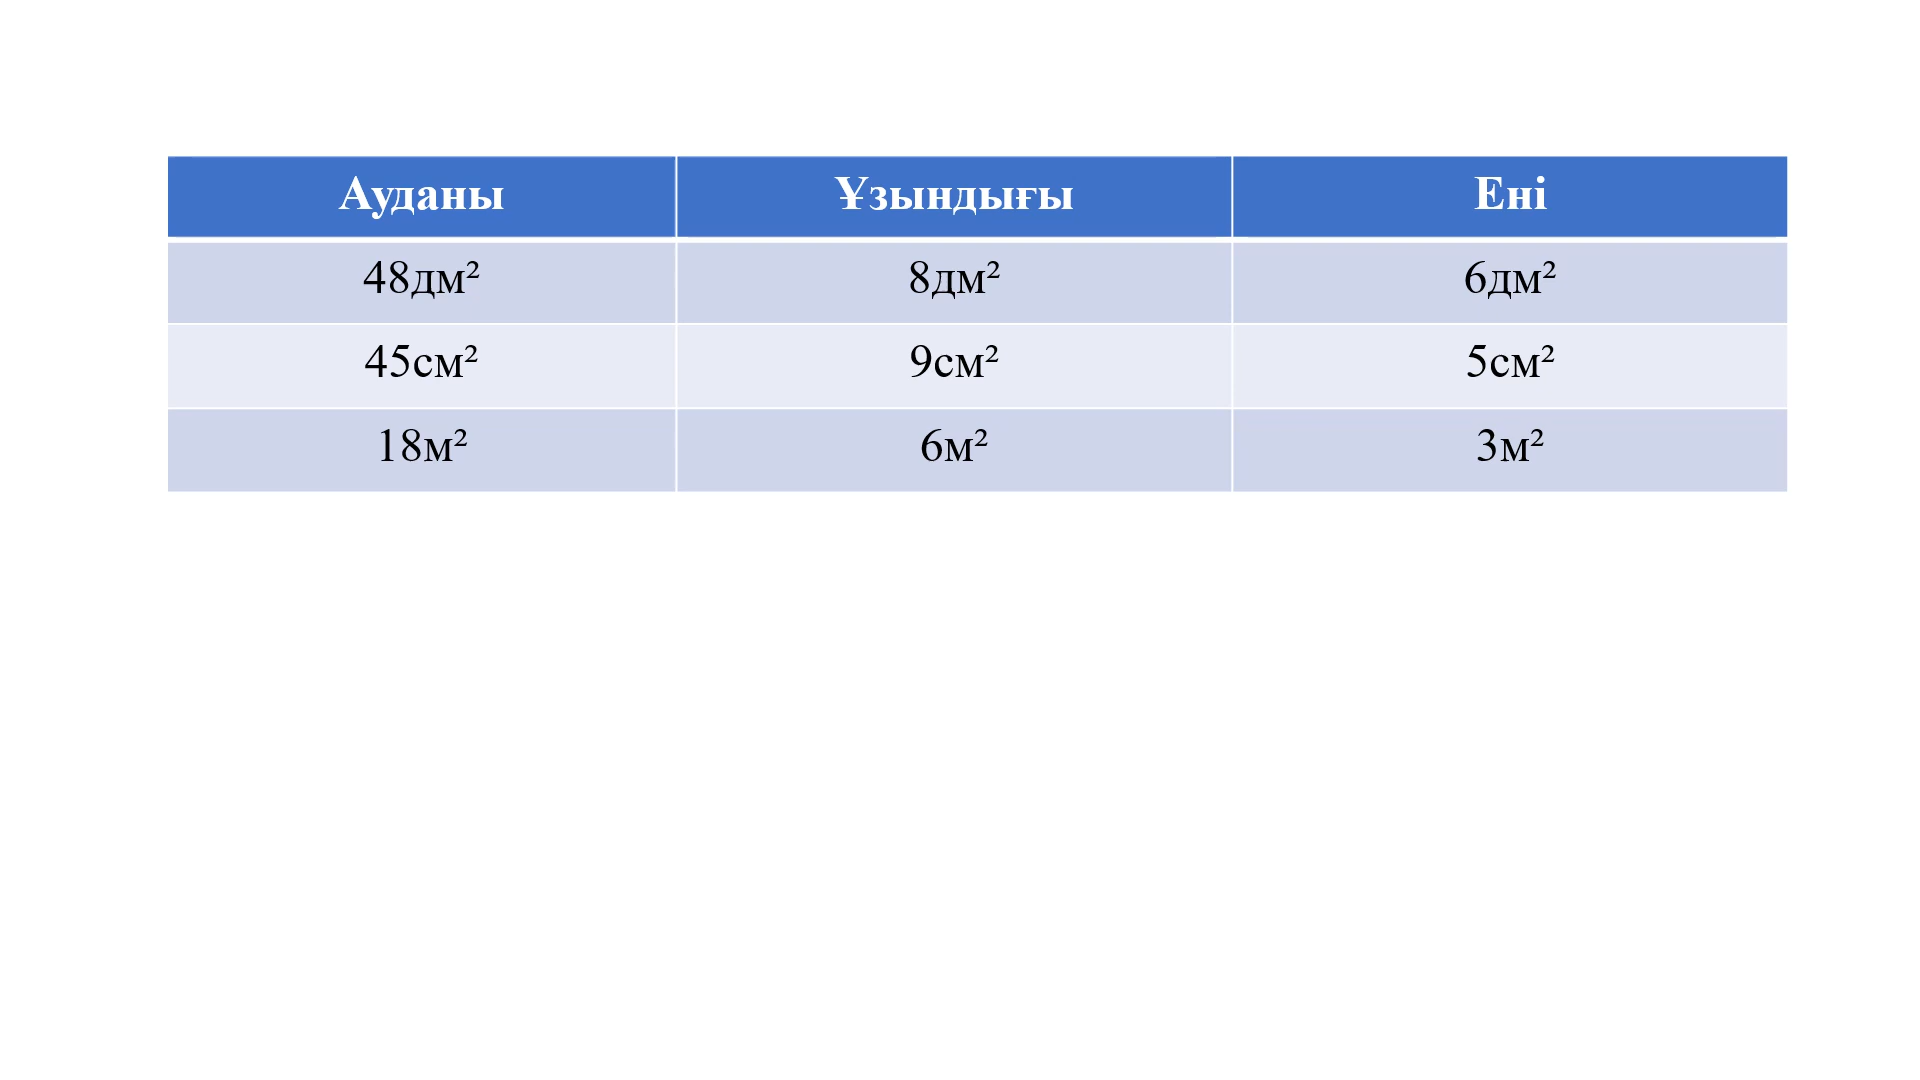 Ауданы Ұзындығы Ені
48дм² 8дм² 6дм²
45см² 9см² 5см²
18м² 6м² 3м²